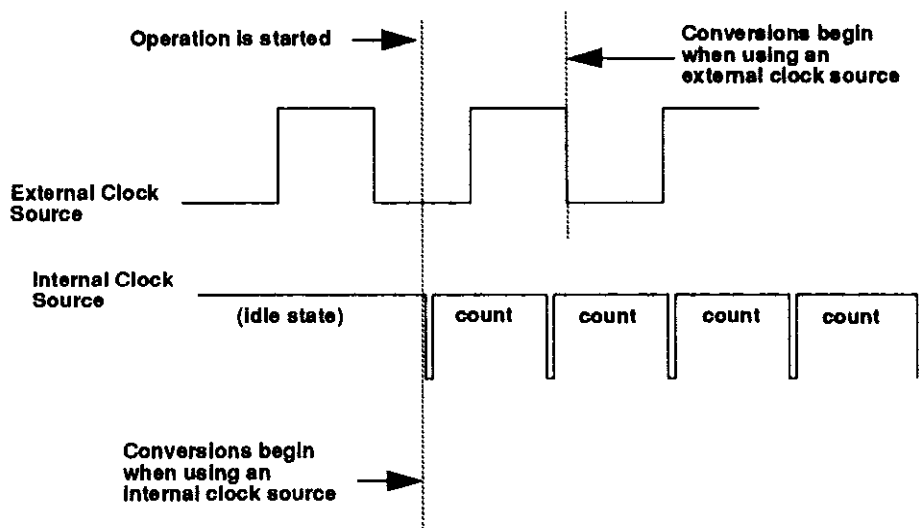 Operation is started
Conversions begin
when using an
external clock source
External Clock
Source
Internal Clock
Source
(idle state)
count
count
count
count
Conversions begin
when using an
internal clock source